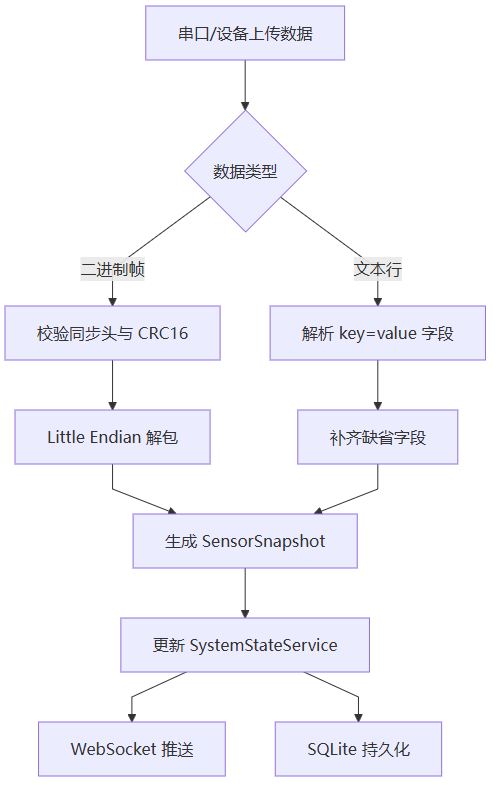 串口/设备上传数据
数据类型
二进制帧
文本行
校验同步头与 CRC16
解析 key=value 字段
Little Endian 解包
补齐缺省字段
生成 SensorSnapshot
更新 SystemStateService
WebSocket 推送
SQLite 持久化